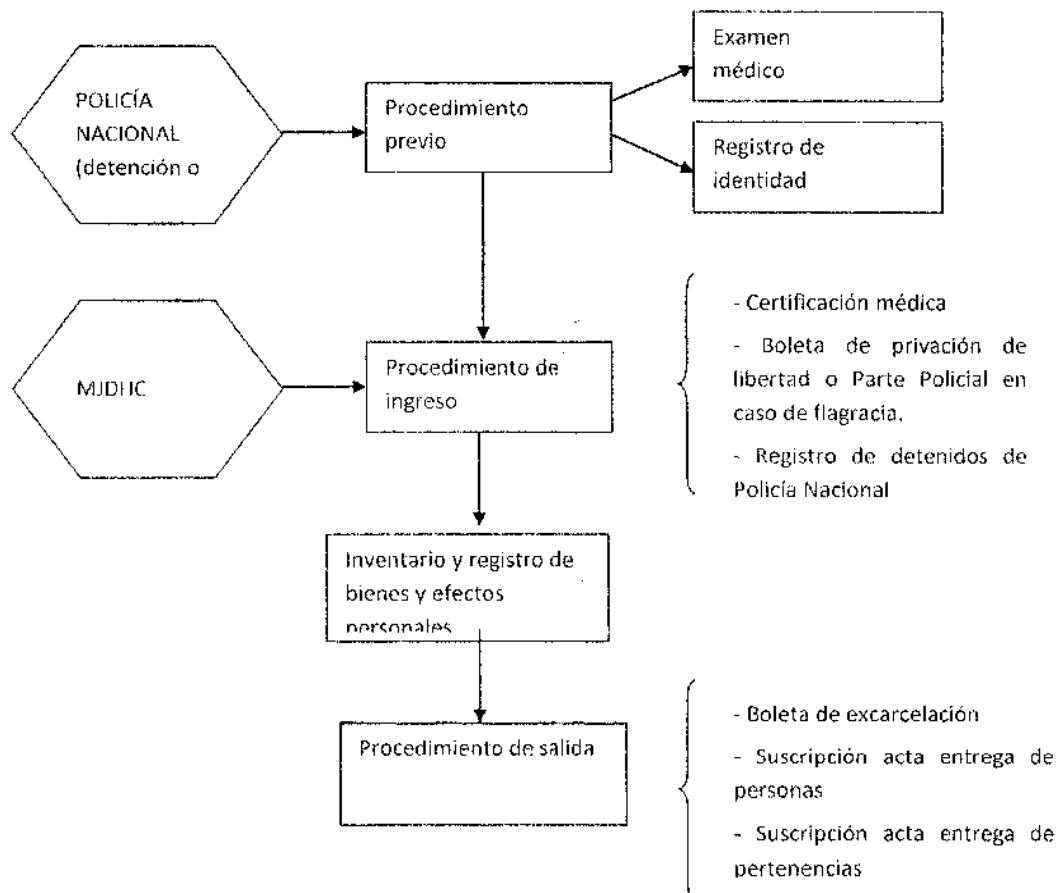 Examen
médico
POLICÍA
NACIONAL
(detención o
Procedimiento
previo
Registro de
identidad
MJDHC
Procedimiento de
ingreso
- Certificación médica
- Boleta de privación de
libertad o Parte Policial en
caso de flagracia.
- Registro de detenidos de
Policía Nacional
Inventario y registro de
bienes y efectos
personales
Procedimiento de salida
- Boleta de excarcelación
- Suscripción acta entrega de
personas
- Suscripción acta entrega de
pertenencias